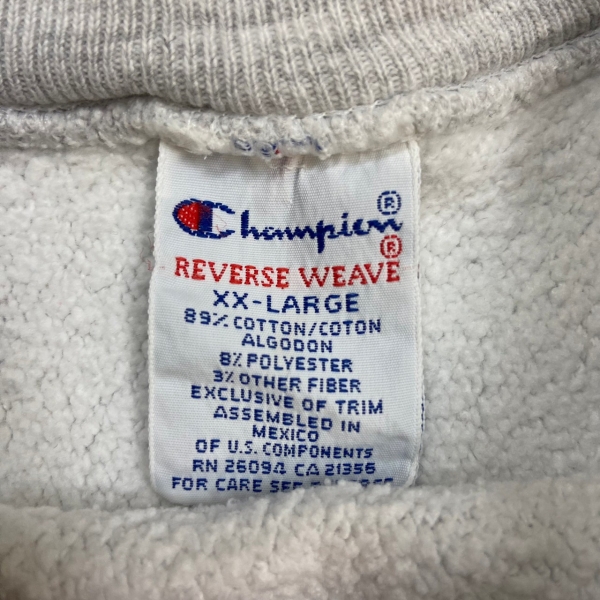 Champion®
REVERSE WEAVE®
XX-LARGE
89% COTTON/COTON
ALGODON
8% POLYESTER
3% OTHER FIBER
EXCLUSIVE OF TRIM
ASSEMBLED IN
MEXICO
OF U.S. COMPONENTS
RN 26094 CA 21356
FOR CARE SEE